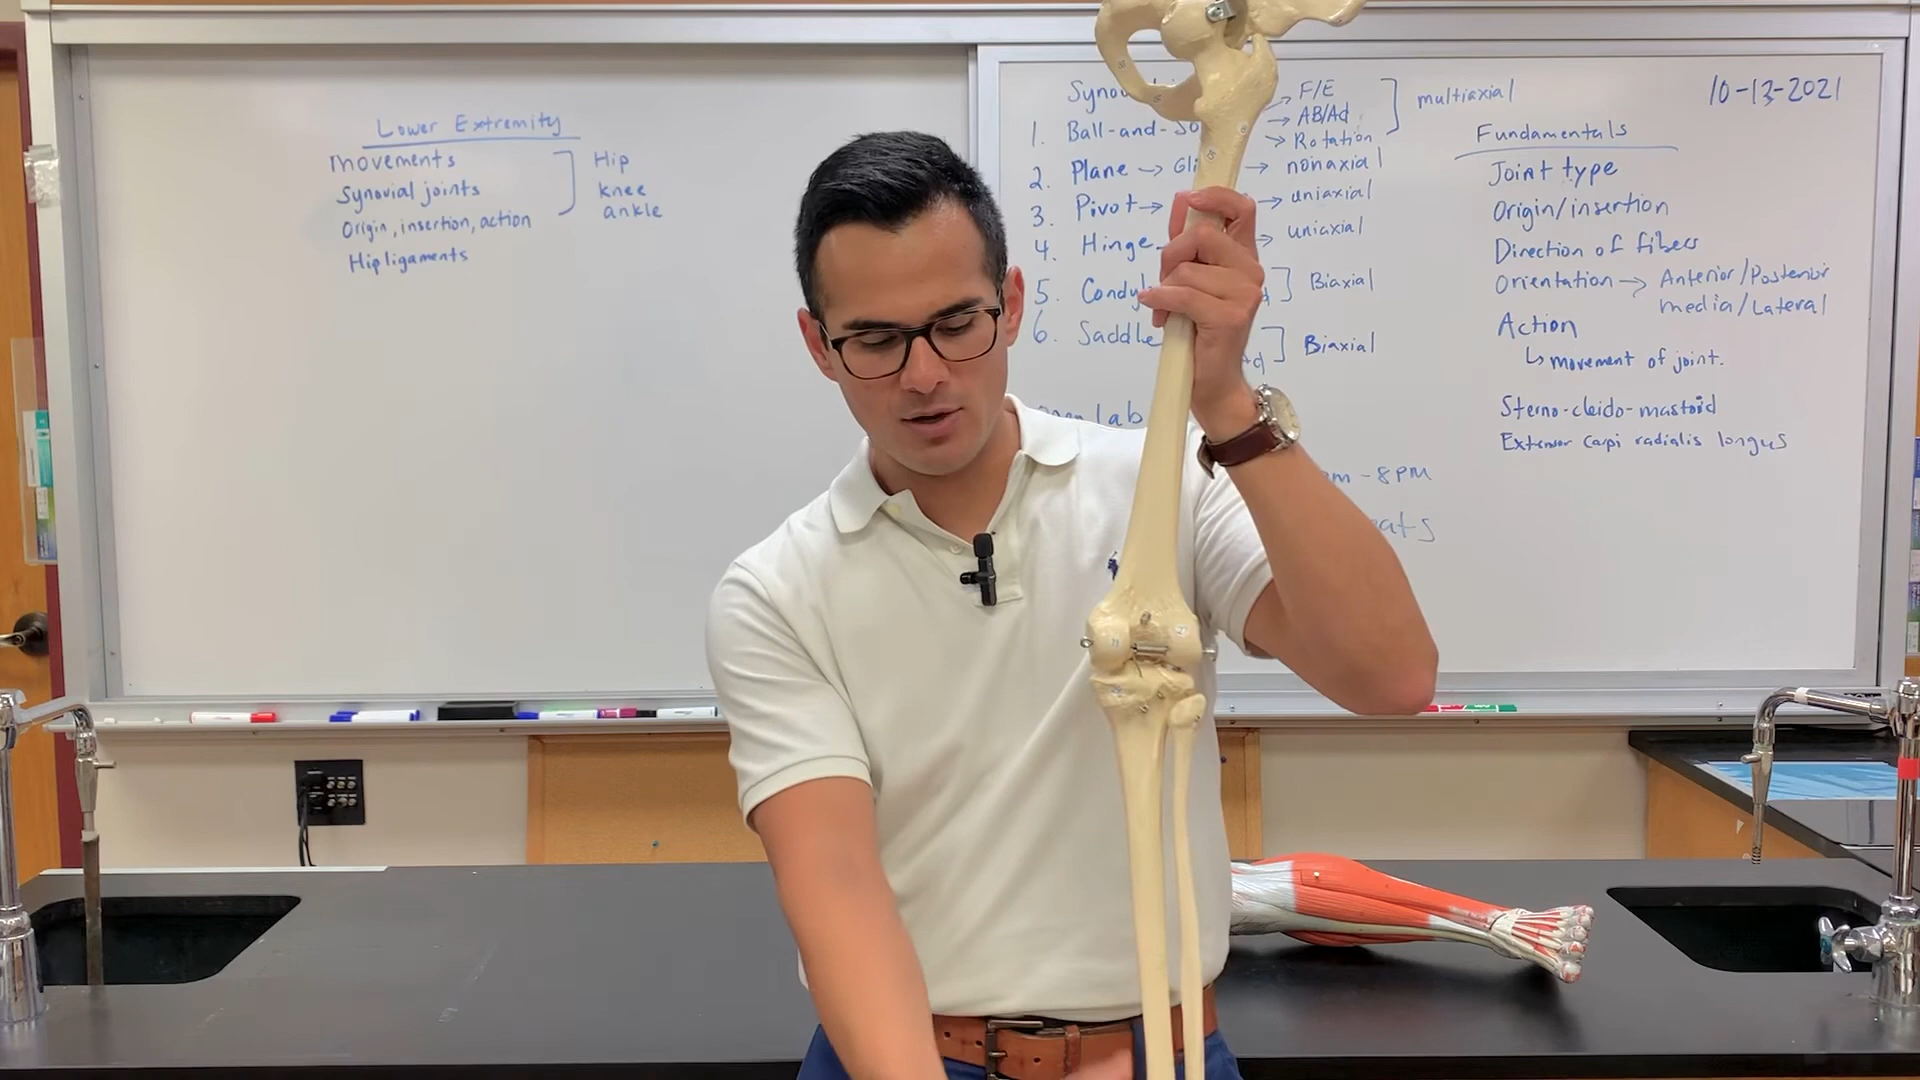 Lower Extremity
movements
Synovial joints
Origin, insertion, action
Hip ligaments
Hip
knee
ankle
1. Ball-and-
→ F/E
→ AB/Ad
→ Rotation
multiaxial
2. Plane → → nonaxial
3. Pivot → → uniaxial
4. Hinge → uniaxial
5. Biaxial
6. Saddle Biaxial
lab
- 8PM
10-13-2021
Fundamentals
Joint type
Origin/insertion
Direction of fibers
Orientation → Anterior/Posterior
media/Lateral
Action
↳ movement of joint.
Sterno-cleido-mastoid
Extensor carpi radialis longus